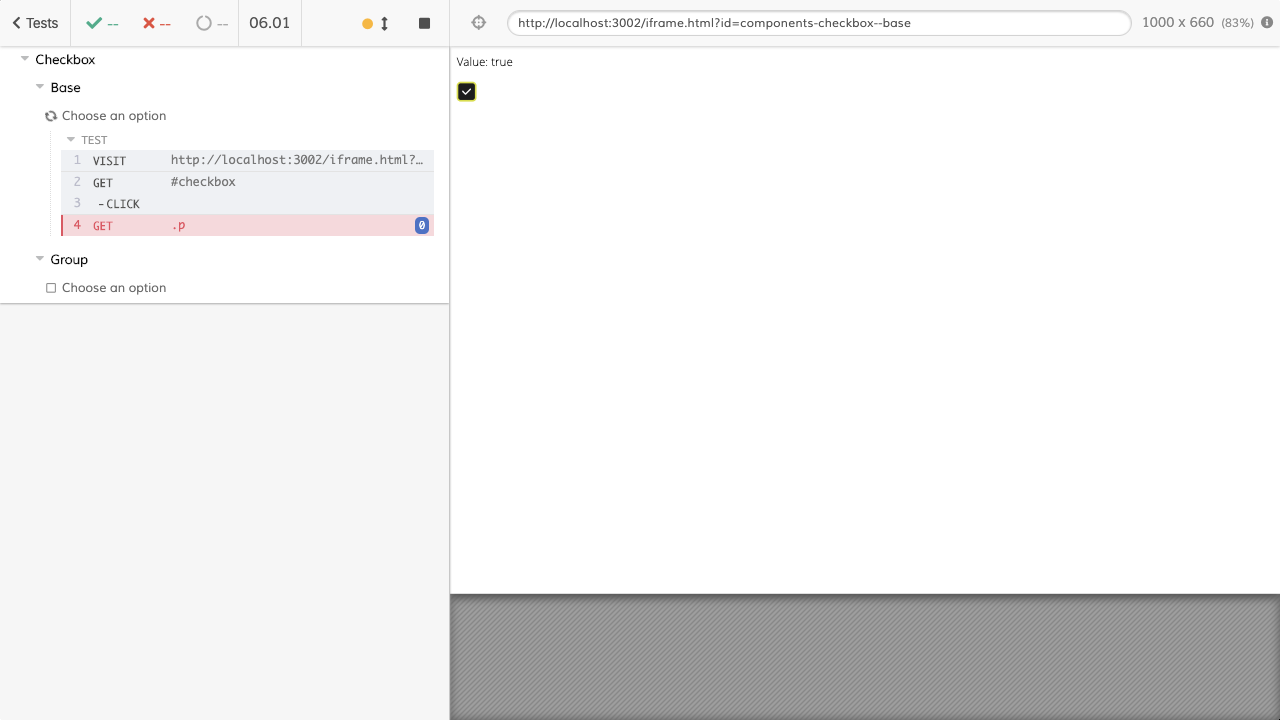 Tests -- -- -- 06.01
http://localhost:3002/iframe.html?id=components-checkbox--base 1000 x 660 (83%)
Checkbox
Base
Choose an option
TEST
1 VISIT http://localhost:3002/iframe.html?…
2 GET #checkbox
3 -CLICK
4 GET .p 0
Group
Choose an option
Value: true